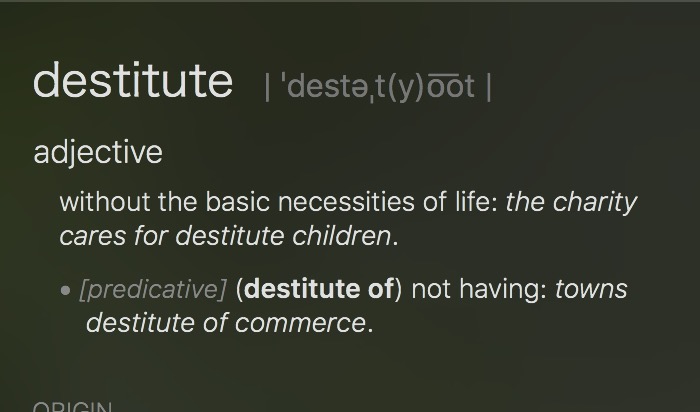 destitute | ˈdestəˌt(y)o͞ot |
adjective
without the basic necessities of life: the charity
cares for destitute children.
• [predicative] (destitute of) not having: towns
destitute of commerce.
ORIGIN